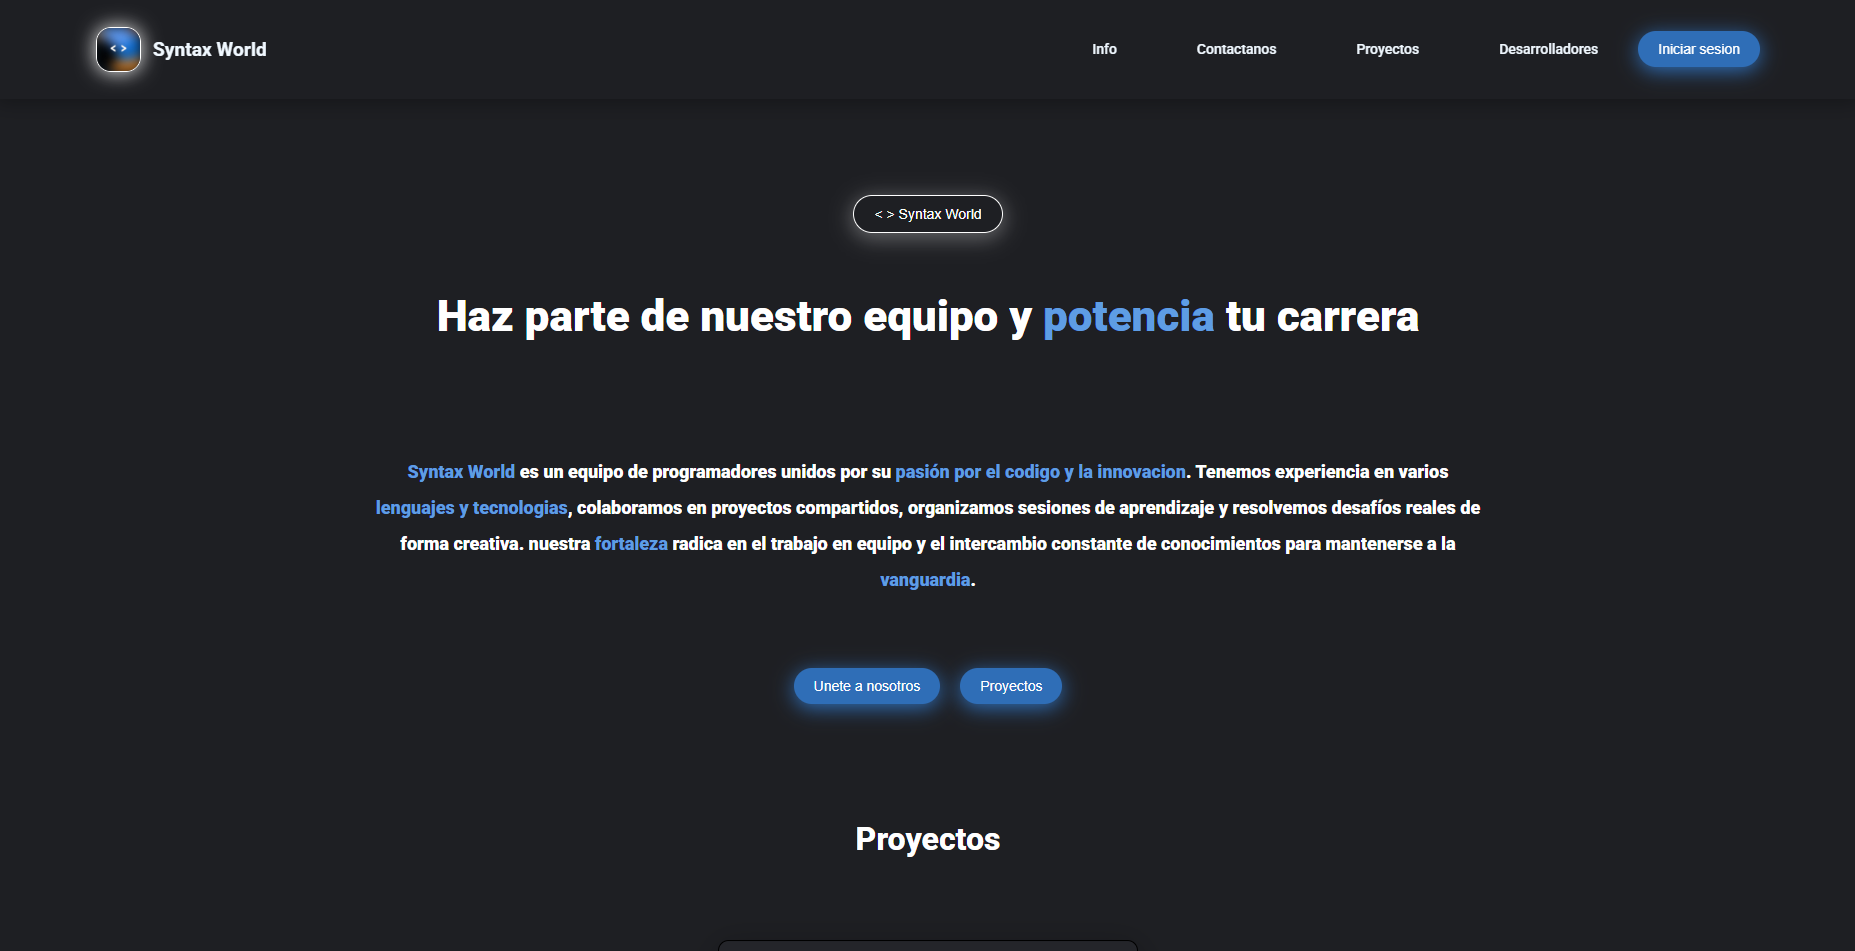 < >
Syntax World
Info
Contactanos
Proyectos
Desarrolladores
Iniciar sesion
< > Syntax World
Haz parte de nuestro equipo y potencia tu carrera
Syntax World es un equipo de programadores unidos por su pasión por el codigo y la innovacion. Tenemos experiencia en varios
lenguajes y tecnologias, colaboramos en proyectos compartidos, organizamos sesiones de aprendizaje y resolvemos desafíos reales de
forma creativa. nuestra fortaleza radica en el trabajo en equipo y el intercambio constante de conocimientos para mantenerse a la
vanguardia.
Unete a nosotros
Proyectos
Proyectos